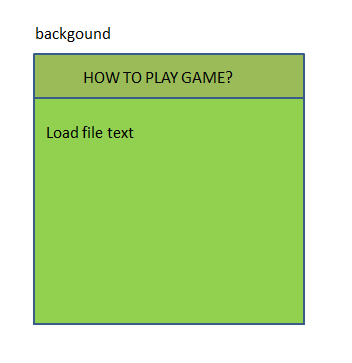 backgound
HOW TO PLAY GAME?
Load file text